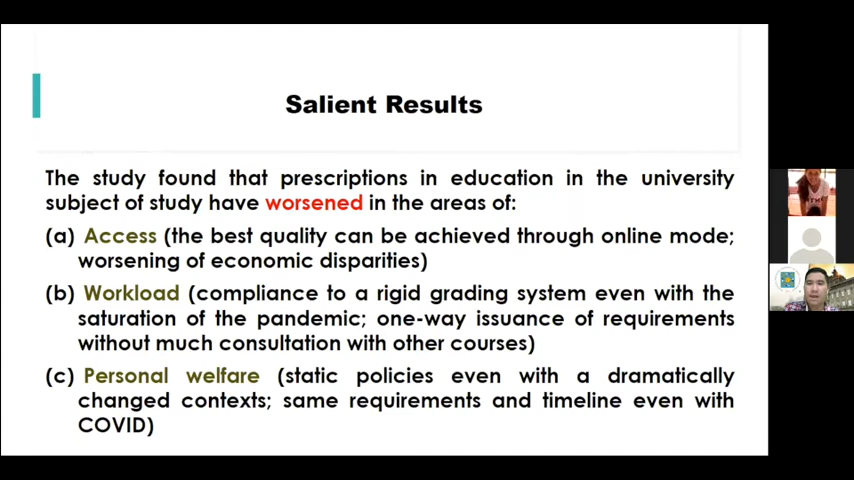 Salient Results
The study found that prescriptions in education in the university
subject of study have worsened in the areas of:
(a) Access (the best quality can be achieved through online mode;
worsening of economic disparities)
(b) Workload (compliance to a rigid grading system even with the
saturation of the pandemic; one-way issuance of requirements
without much consultation with other courses)
(c) Personal welfare (static policies even with a dramatically
changed contexts; same requirements and timeline even with
COVID)